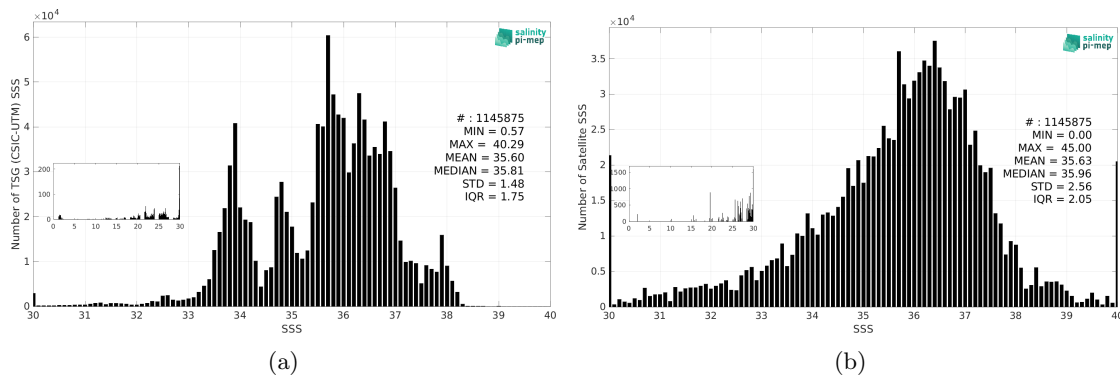 ×10⁴
salinity
pi-mep
Number of TSG (CSIC-UTM) SSS
6
5
4
3
2
1
0
# : 1145875
MIN = 0.57
MAX = 40.29
MEAN = 35.60
MEDIAN = 35.81
STD = 1.48
IQR = 1.75
200
100
0
0 5 10 15 20 25 30
30 31 32 33 34 35 36 37 38 39 40
SSS
(a)
×10⁴
salinity
pi-mep
Number of Satellite SSS
3.5
3
2.5
2
1.5
1
0.5
0
# : 1145875
MIN = 0.00
MAX = 45.00
MEAN = 35.63
MEDIAN = 35.96
STD = 2.56
IQR = 2.05
1500
1000
500
0
0 5 10 15 20 25 30
30 31 32 33 34 35 36 37 38 39 40
SSS
(b)